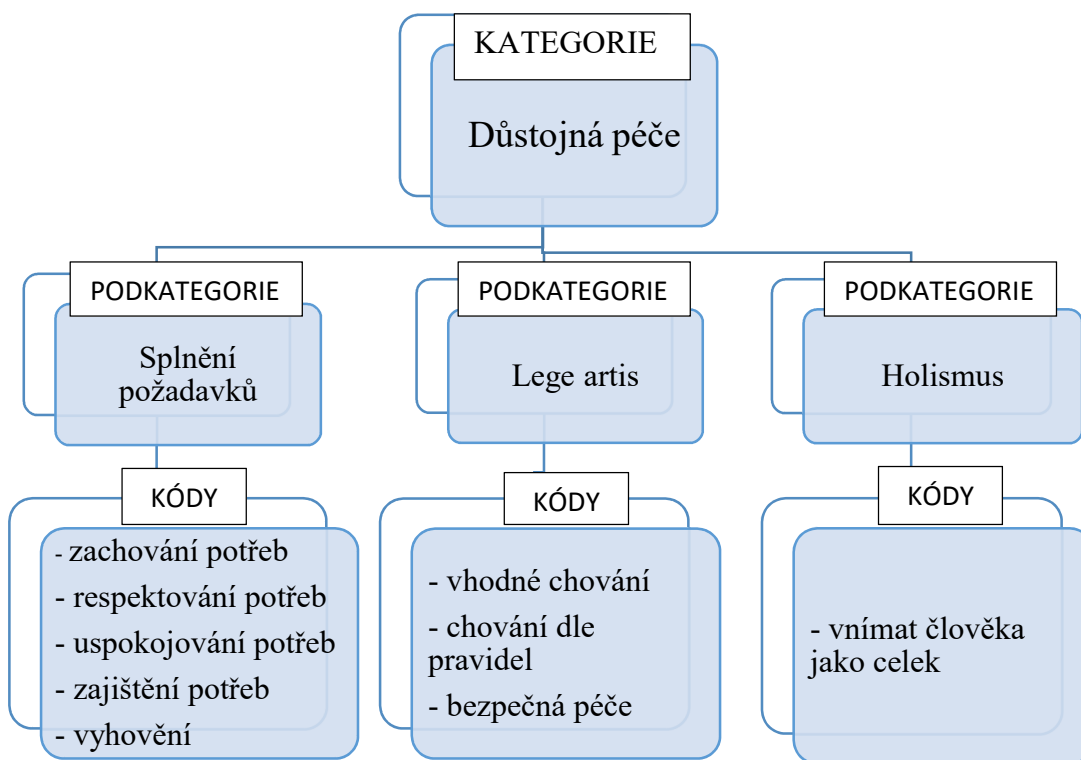 KATEGORIE
Důstojná péče
PODKATEGORIE
Splnění
požadavků
KÓDY
- zachování potřeb
- respektování potřeb
- uspokojování potřeb
- zajištění potřeb
- vyhovění
PODKATEGORIE
Lege artis
KÓDY
- vhodné chování
- chování dle
pravidel
- bezpečná péče
PODKATEGORIE
Holismus
KÓDY
- vnímat člověka
jako celek